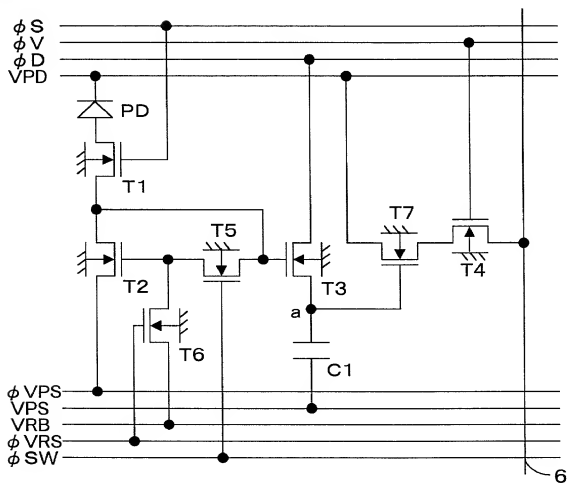 φS
φV
φD
VPD
PD
T1
T5
T7
T2
T3
T4
a
T6
C1
φVPS
VPS
VRB
φVRS
φSW
6